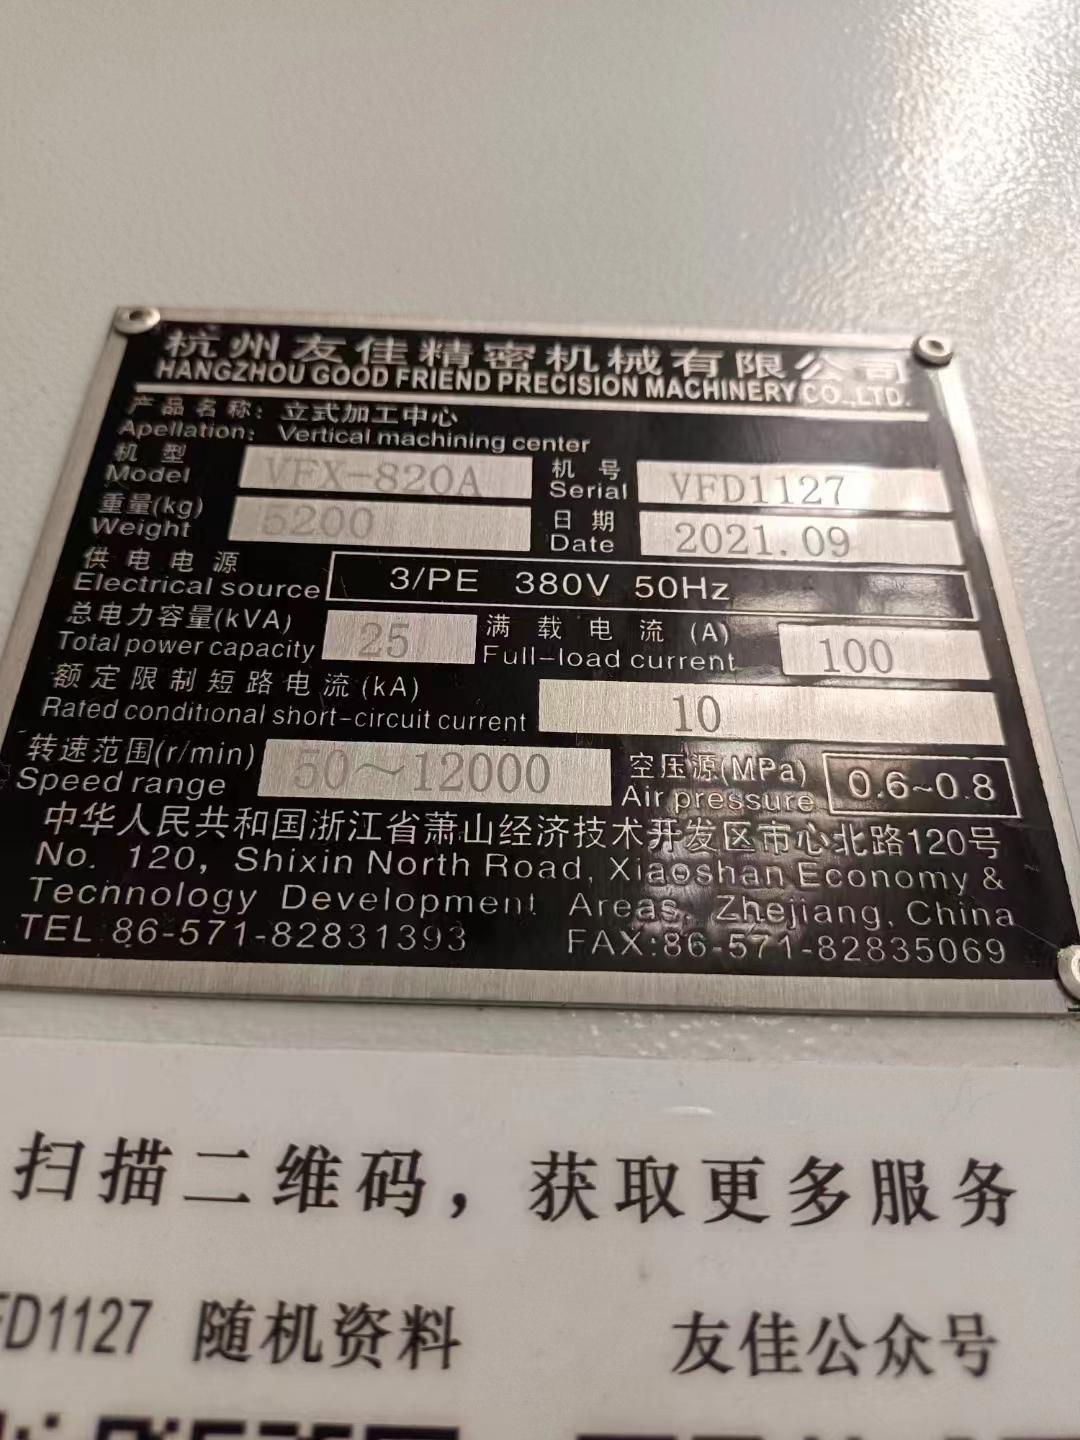 杭州友佳精密机械有限公司
HANGZHOU GOOD FRIEND PRECISION MACHINERY CO.,LTD.
产品名称：立式加工中心
Apellation: Vertical machining center
机型 VFX-820A 机号 VFD1127
Model Serial
重量(kg) 5200 日期 2021.09
Weight Date
供电电源 3/PE 380V 50Hz
Electrical source
总电力容量(kVA) 25 满载电流(A) 100
Total power capacity Full-load current
额定限制短路电流(kA) 10
Rated conditional short-circuit current
转速范围(r/min) 50~12000 空压源(MPa) 0.6~0.8
Speed range Air pressure
中华人民共和国浙江省萧山经济技术开发区市心北路120号
No. 120, Shixin North Road, Xiaoshan Economy &
Technology Development Areas, Zhejiang, China
TEL:86-571-82831393 FAX:86-571-82835069
扫描二维码，获取更多服务
FD1127 随机资料 友佳公众号